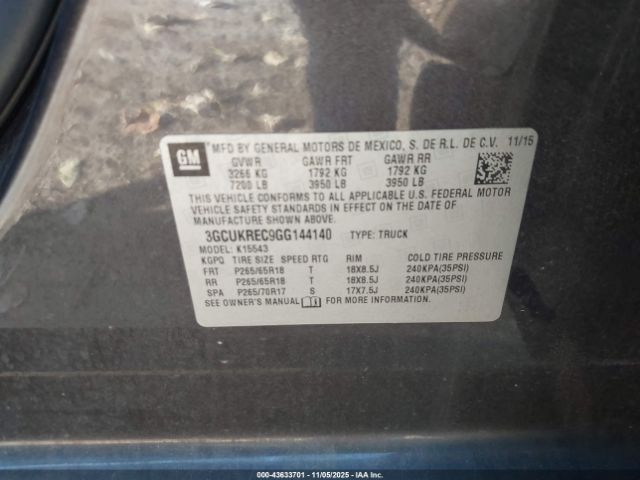 GM
MFD BY GENERAL MOTORS DE MEXICO, S. DE R.L. DE C.V. 11/15
GVWR GAWR FRT GAWR RR
3266 KG 1792 KG 1792 KG
7200 LB 3950 LB 3950 LB
THIS VEHICLE CONFORMS TO ALL APPLICABLE U.S. FEDERAL MOTOR
VEHICLE SAFETY STANDARDS IN EFFECT ON THE DATE OF
MANUFACTURE SHOWN ABOVE.
3GCUKREC9GG144140 TYPE: TRUCK
MODEL: K15543
KGPQ TIRE SIZE SPEED RTG RIM COLD TIRE PRESSURE
FRT P265/65R18 T 18X8.5J 240KPA(35PSI)
RR P265/65R18 T 18X8.5J 240KPA(35PSI)
SPA P265/70R17 S 17X7.5J 240KPA(35PSI)
SEE OWNER'S MANUAL FOR MORE INFORMATION.
000-43633701 - 11/05/2025 - IAAI.com